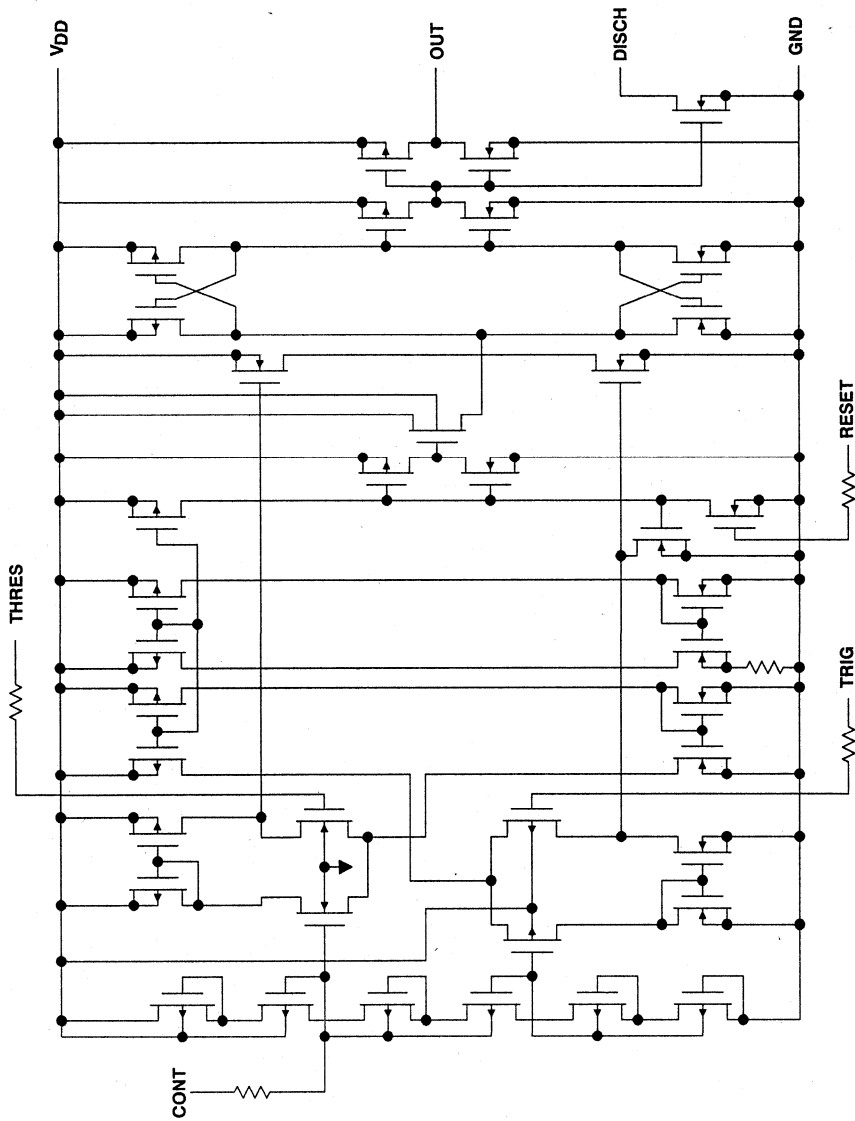 VDD
OUT
DISCH
GND
RESET
THRES
TRIG
CONT